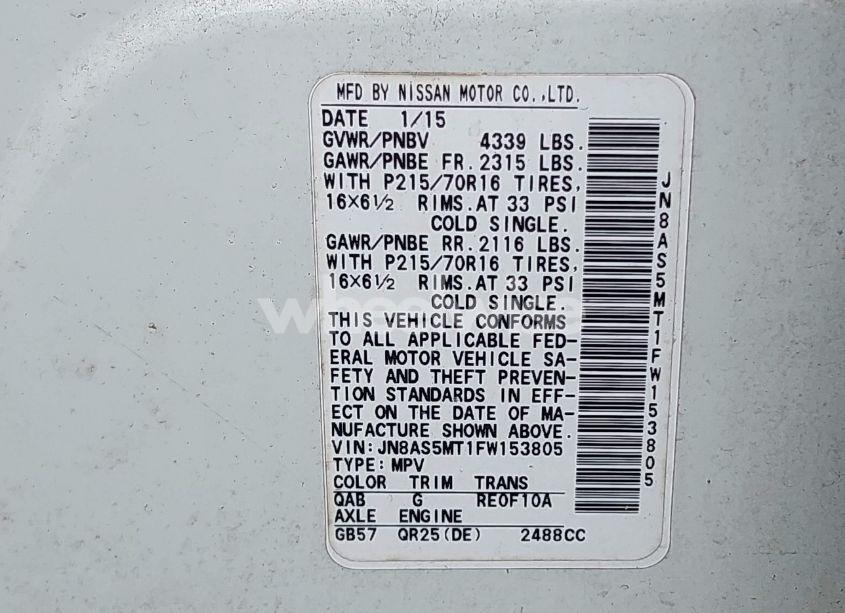 MFD BY NISSAN MOTOR CO.,LTD.
DATE 1/15
GVWR/PNBV 4339 LBS.
GAWR/PNBE FR. 2315 LBS.
WITH P215/70R16 TIRES,
16×6½ RIMS.AT 33 PSI
COLD SINGLE.
GAWR/PNBE RR. 2116 LBS.
WITH P215/70R16 TIRES,
16×6½ RIMS.AT 33 PSI
COLD SINGLE.
THIS VEHICLE CONFORMS
TO ALL APPLICABLE FED-
ERAL MOTOR VEHICLE SA-
FETY AND THEFT PREVEN-
TION STANDARDS IN EFF-
ECT ON THE DATE OF MA-
NUFACTURE SHOWN ABOVE.
VIN:JN8AS5MT1FW153805
TYPE:MPV
COLOR TRIM TRANS
QAB G RE0F10A
AXLE ENGINE
GB57 QR25(DE) 2488CC
JN8AS5MT1FW153805